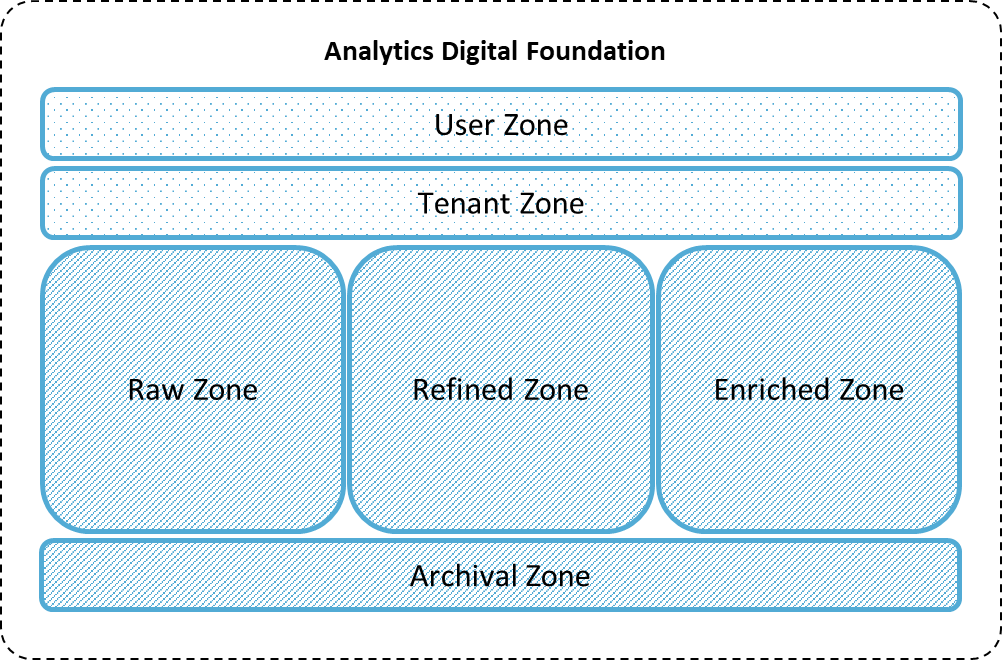 Analytics Digital Foundation
User Zone
Tenant Zone
Raw Zone
Refined Zone
Enriched Zone
Archival Zone